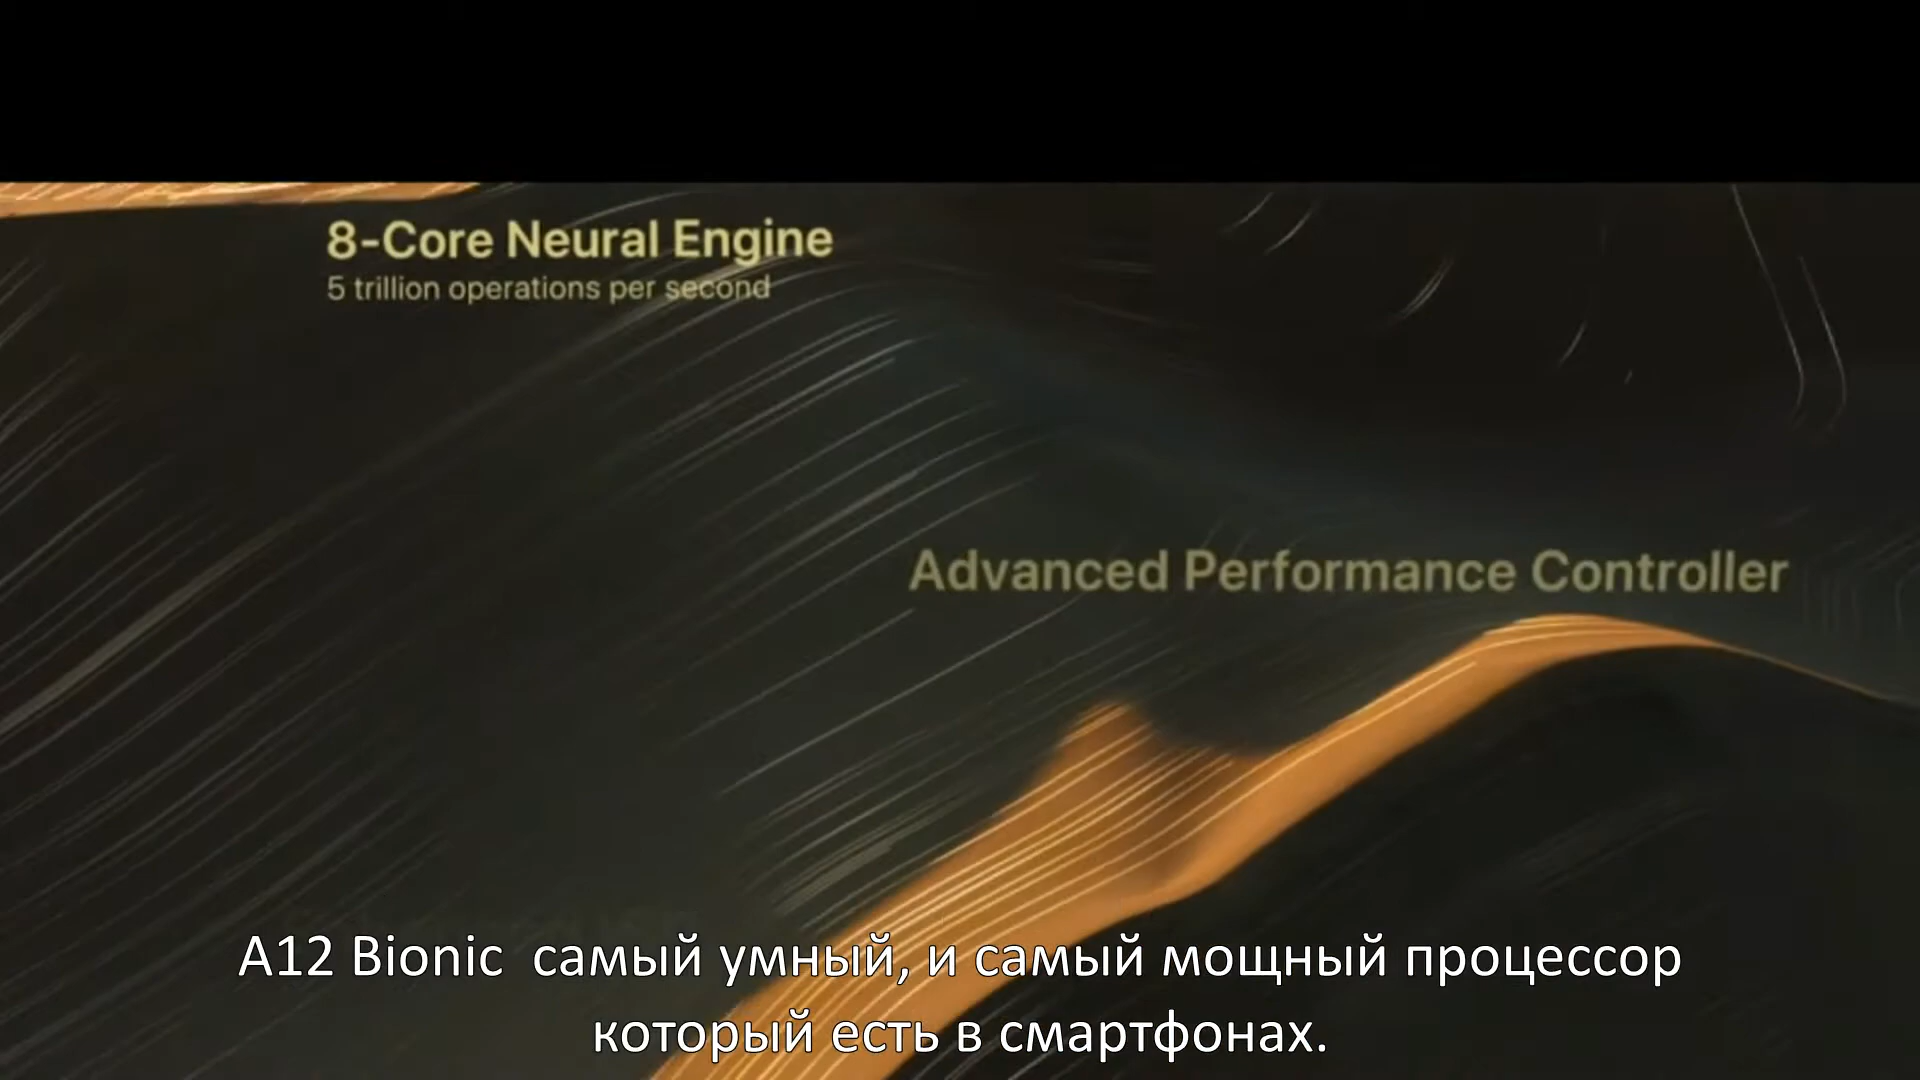 8-Core Neural Engine
5 trillion operations per second
Advanced Performance Controller
A12 Bionic  самый умный, и самый мощный процессор
который есть в смартфонах.